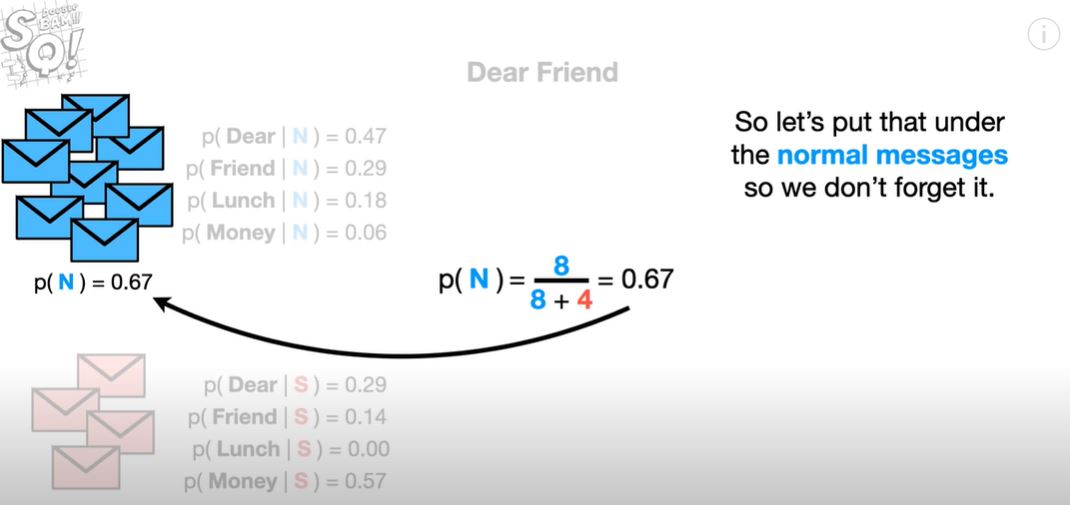 DOUBLE
BAM!!!
SQ!
Dear Friend
p( Dear | N ) = 0.47
p( Friend | N ) = 0.29
p( Lunch | N ) = 0.18
p( Money | N ) = 0.06
p( N ) = 0.67
So let's put that under
the normal messages
so we don't forget it.
p( N ) = 8 / 8 + 4 = 0.67
p( Dear | S ) = 0.29
p( Friend | S ) = 0.14
p( Lunch | S ) = 0.00
p( Money | S ) = 0.57